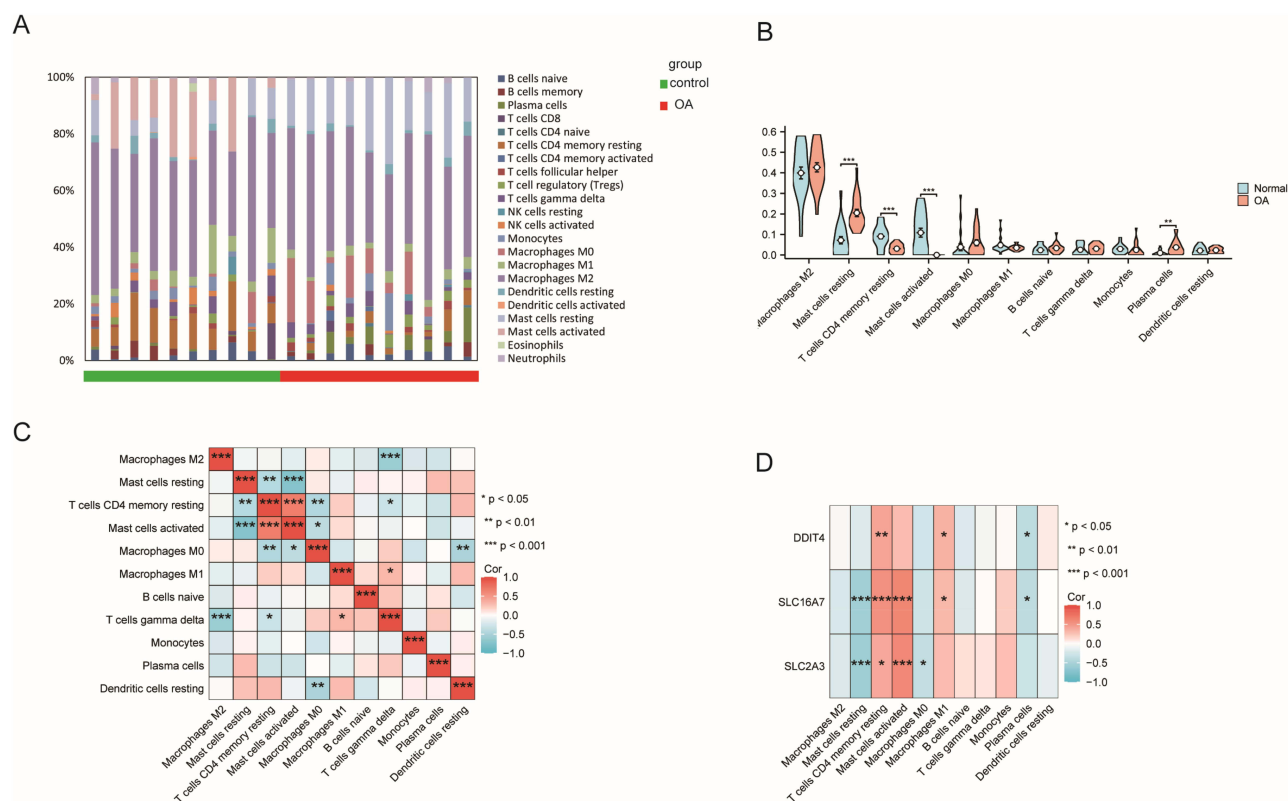 A
group
control
OA
100%
80%
60%
40%
20%
0%
B cells naive
B cells memory
Plasma cells
T cells CD8
T cells CD4 naive
T cells CD4 memory resting
T cells CD4 memory activated
T cells follicular helper
T cell regulatory (Tregs)
T cells gamma delta
NK cells resting
NK cells activated
Monocytes
Macrophages M0
Macrophages M1
Macrophages M2
Dendritic cells resting
Dendritic cells activated
Mast cells resting
Mast cells activated
Eosinophils
Neutrophils
B
0.6
0.5
0.4
0.3
0.2
0.1
0.0
***
***
***
**
Normal
OA
Macrophages M2
Mast cells resting
T cells CD4 memory resting
Mast cells activated
Macrophages M0
Macrophages M1
B cells naive
T cells gamma delta
Monocytes
Plasma cells
Dendritic cells resting
C
Macrophages M2 *** ***
Mast cells resting *** ** ***
T cells CD4 memory resting ** *** *** ** *
Mast cells activated *** *** *** *
Macrophages M0 ** * *** **
Macrophages M1 *** *
B cells naive ***
T cells gamma delta *** * * ***
Monocytes ***
Plasma cells ***
Dendritic cells resting ** ***
Macrophages M2
Mast cells resting
T cells CD4 memory resting
Mast cells activated
Macrophages M0
Macrophages M1
B cells naive
T cells gamma delta
Monocytes
Plasma cells
Dendritic cells resting
* p < 0.05
** p < 0.01
*** p < 0.001
Cor
1.0
0.5
0.0
−0.5
−1.0
D
DDIT4 ** * *
SLC16A7 *** *** *** * *
SLC2A3 *** * *** *
Macrophages M2
Mast cells resting
T cells CD4 memory resting
Mast cells activated
Macrophages M0
Macrophages M1
B cells naive
T cells gamma delta
Monocytes
Plasma cells
Dendritic cells resting
* p < 0.05
** p < 0.01
*** p < 0.001
Cor
1.0
0.5
0.0
−0.5
−1.0